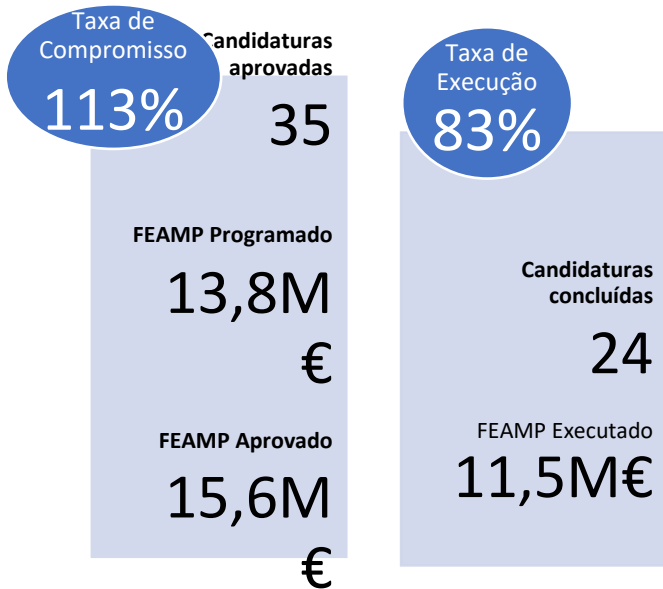 Taxa de
Compromisso
113%
Candidaturas
aprovadas
35
FEAMP Programado
13,8M
€
FEAMP Aprovado
15,6M
€
Taxa de
Execução
83%
Candidaturas
concluídas
24
FEAMP Executado
11,5M€